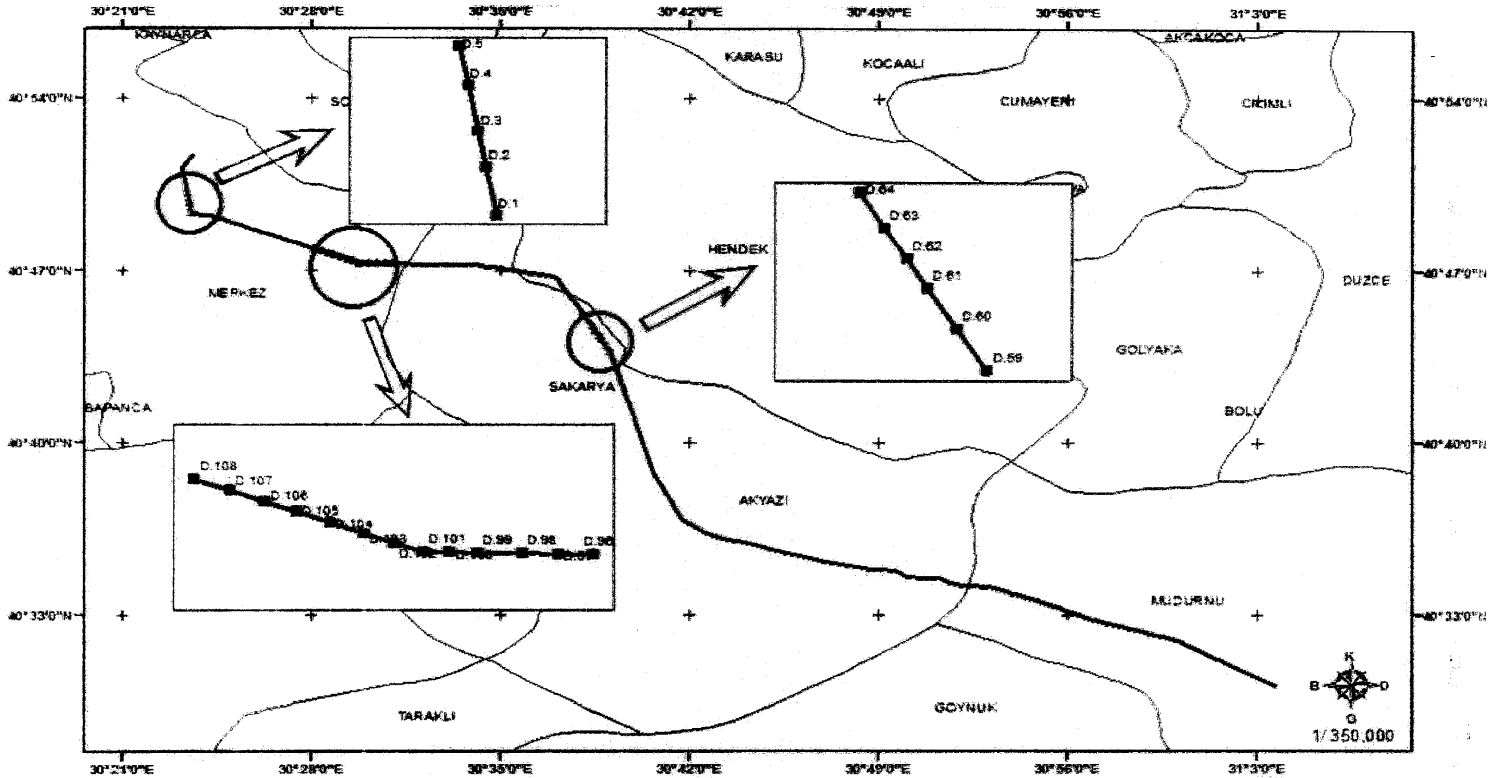 30°21'0"E 30°28'0"E 30°35'0"E 30°42'0"E 30°49'0"E 30°56'0"E 31°3'0"E
KAYNARCA
AKCAKOCA
D.5
KARASU
KOCAALI
D.4
40°54'0"N
SO
CUMAYERI
40°54'0"N
D.3
D.2
D.64
D.1
D.63
HENDEK
D.62
40°47'0"N
40°47'0"N
D.61
DUZCE
MERKEZ
D.60
GOLYAKA
D.59
SAKARYA
SAPANCA
BOLU
40°40'0"N
40°40'0"N
D.108
D.107
D.106
AKYAZI
D.105
D.104
D.103
D.101 D.99 D.98 D.96
MUDURNU
40°33'0"N
40°33'0"N
K
B D
G
TARAKLI
GOYNUK
1/350,000
30°21'0"E 30°28'0"E 30°35'0"E 30°42'0"E 30°49'0"E 30°56'0"E 31°3'0"E